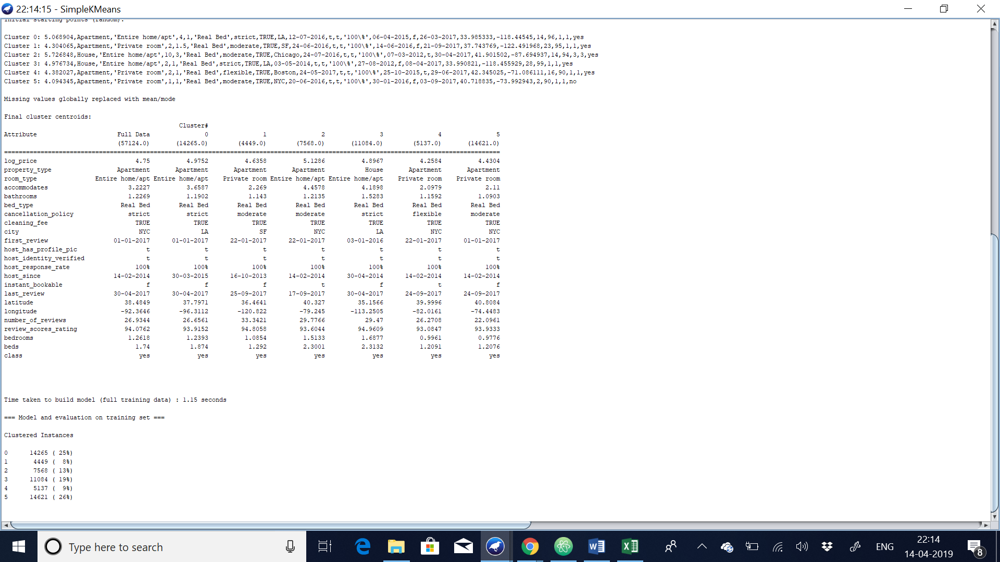 22:14:15 - SimpleKMeans
Initial starting points (random):
Cluster 0: 5.068904,Apartment,'Entire home/apt',4,1,'Real Bed',strict,TRUE,LA,12-07-2016,t,t,'100\%',06-04-2015,f,26-03-2017,33.985333,-118.44545,14,96,1,1,yes
Cluster 1: 4.304065,Apartment,'Private room',2,1.5,'Real Bed',moderate,TRUE,SF,24-06-2016,t,t,'100\%',14-06-2016,f,21-09-2017,37.743769,-122.491968,23,95,1,1,yes
Cluster 2: 5.726848,House,'Entire home/apt',10,3,'Real Bed',moderate,TRUE,Chicago,24-07-2016,t,t,'100\%',07-03-2012,t,30-04-2017,41.901502,-87.694937,14,94,3,3,yes
Cluster 3: 4.976734,House,'Entire home/apt',2,1,'Real Bed',strict,TRUE,LA,03-05-2014,t,t,'100\%',27-08-2012,f,08-04-2017,33.990821,-118.455929,28,99,1,1,yes
Cluster 4: 4.382027,Apartment,'Private room',2,1,'Real Bed',flexible,TRUE,Boston,24-05-2017,t,t,'100\%',25-10-2015,t,29-06-2017,42.345025,-71.086111,16,90,1,1,yes
Cluster 5: 4.094345,Apartment,'Private room',1,1,'Real Bed',moderate,TRUE,NYC,20-06-2016,t,t,'100\%',30-01-2016,f,03-09-2017,40.718835,-73.992943,2,90,1,1,no
Missing values globally replaced with mean/mode
Final cluster centroids:
Cluster#
Attribute Full Data 0 1 2 3 4 5
(57124.0) (14265.0) (4449.0) (7568.0) (11084.0) (5137.0) (14621.0)
log_price 4.75 4.9752 4.6358 5.1286 4.8967 4.2584 4.4304
property_type Apartment Apartment Apartment Apartment House Apartment Apartment
room_type Entire home/apt Entire home/apt Private room Entire home/apt Entire home/apt Private room Private room
accommodates 3.2227 3.6587 2.269 4.4578 4.1898 2.0979 2.11
bathrooms 1.2269 1.1902 1.143 1.2135 1.5283 1.1592 1.0903
bed_type Real Bed Real Bed Real Bed Real Bed Real Bed Real Bed Real Bed
cancellation_policy strict strict moderate moderate strict flexible moderate
cleaning_fee TRUE TRUE TRUE TRUE TRUE TRUE TRUE
city NYC LA SF NYC LA NYC NYC
first_review 01-01-2017 01-01-2017 22-01-2017 22-01-2017 03-01-2016 22-01-2017 01-01-2017
host_has_profile_pic t t t t t t t
host_identity_verified t t t t t t t
host_response_rate 100% 100% 100% 100% 100% 100% 100%
host_since 14-02-2014 30-03-2015 16-10-2013 14-02-2014 30-04-2014 14-02-2014 14-02-2014
instant_bookable f f f t f t f
last_review 30-04-2017 30-04-2017 25-09-2017 17-09-2017 30-04-2017 24-09-2017 24-09-2017
latitude 38.4849 37.7971 36.4641 40.327 35.1566 39.9996 40.8084
longitude -92.3646 -96.3112 -120.822 -79.245 -113.2505 -82.0161 -74.4483
number_of_reviews 26.9344 26.6561 33.3421 29.7766 29.47 26.2708 22.0961
review_scores_rating 94.0762 93.9152 94.8058 93.6044 94.9609 93.0847 93.9333
bedrooms 1.2618 1.2393 1.0854 1.5133 1.6877 0.9961 0.9776
beds 1.74 1.874 1.292 2.3001 2.3132 1.2091 1.2076
class yes yes yes yes yes yes yes
Time taken to build model (full training data) : 1.15 seconds
=== Model and evaluation on training set ===
Clustered Instances
0 14265 ( 25%)
1 4449 ( 8%)
2 7568 ( 13%)
3 11084 ( 19%)
4 5137 ( 9%)
5 14621 ( 26%)
Type here to search
ENG
22:14
14-04-2019
8